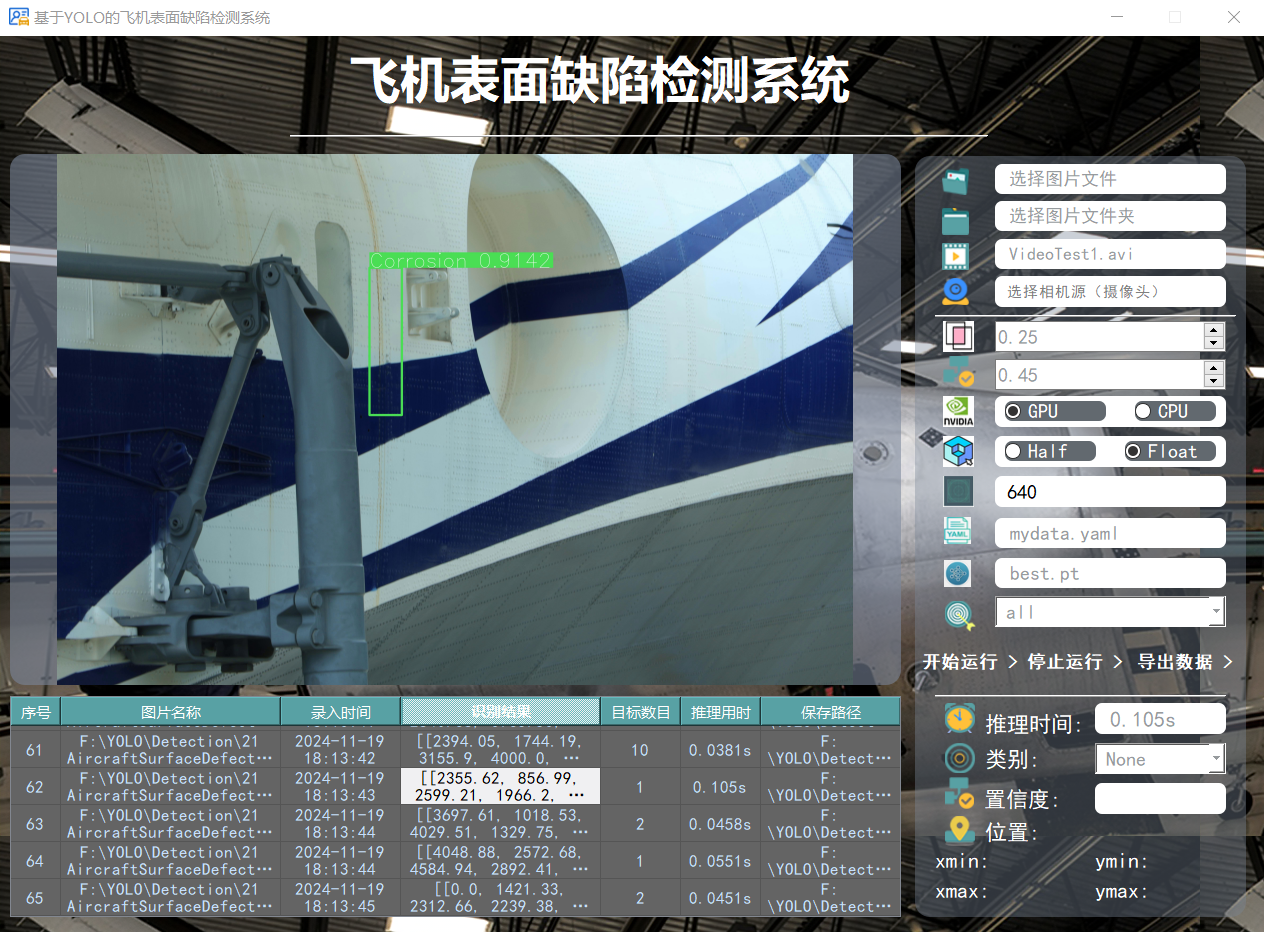 基于YOLO的飞机表面缺陷检测系统
飞机表面缺陷检测系统
Corrosion 0.9142
选择图片文件
选择图片文件夹
VideoTest1.avi
选择相机源（摄像头）
0.25
0.45
NVIDIA
GPU CPU
Half Float
640
YAML
mydata.yaml
best.pt
all
开始运行 > 停止运行 > 导出数据 >
推理时间: 0.105s
类别: None
置信度:
位置:
xmin: ymin:
xmax: ymax:
序号 图片名称 录入时间 识别结果 目标数目 推理用时 保存路径
61 F:\YOLO\Detection\21 AircraftSurfaceDefect… 2024-11-19 18:13:42 [[2394.05, 1744.19, 3155.9, 4000.0, … 10 0.0381s F: \YOLO\Detect…
62 F:\YOLO\Detection\21 AircraftSurfaceDefect… 2024-11-19 18:13:43 [[2355.62, 856.99, 2599.21, 1966.2, … 1 0.105s F: \YOLO\Detect…
63 F:\YOLO\Detection\21 AircraftSurfaceDefect… 2024-11-19 18:13:44 [[3697.61, 1018.53, 4029.51, 1329.75, … 2 0.0458s F: \YOLO\Detect…
64 F:\YOLO\Detection\21 AircraftSurfaceDefect… 2024-11-19 18:13:44 [[4048.88, 2572.68, 4584.94, 2892.41, … 1 0.0551s F: \YOLO\Detect…
65 F:\YOLO\Detection\21 AircraftSurfaceDefect… 2024-11-19 18:13:45 [[0.0, 1421.33, 2312.66, 2239.38, … 2 0.0451s F: \YOLO\Detect…